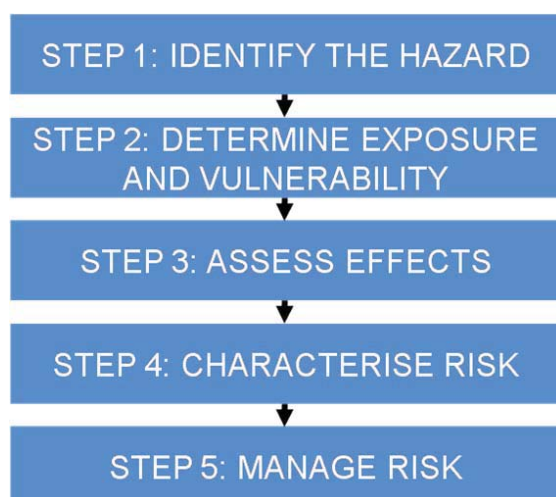 STEP 1: IDENTIFY THE HAZARD
STEP 2: DETERMINE EXPOSURE
AND VULNERABILITY
STEP 3: ASSESS EFFECTS
STEP 4: CHARACTERISE RISK
STEP 5: MANAGE RISK